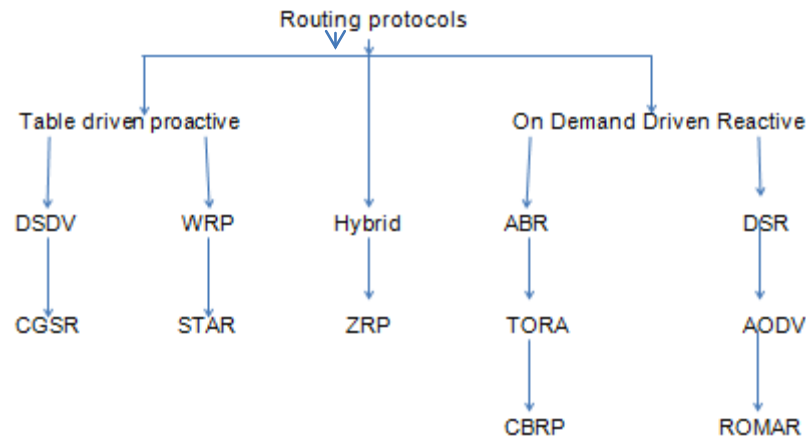 Routing protocols
Table driven proactive
On Demand Driven Reactive
DSDV
WRP
Hybrid
ABR
DSR
CGSR
STAR
ZRP
TORA
AODV
CBRP
ROMAR